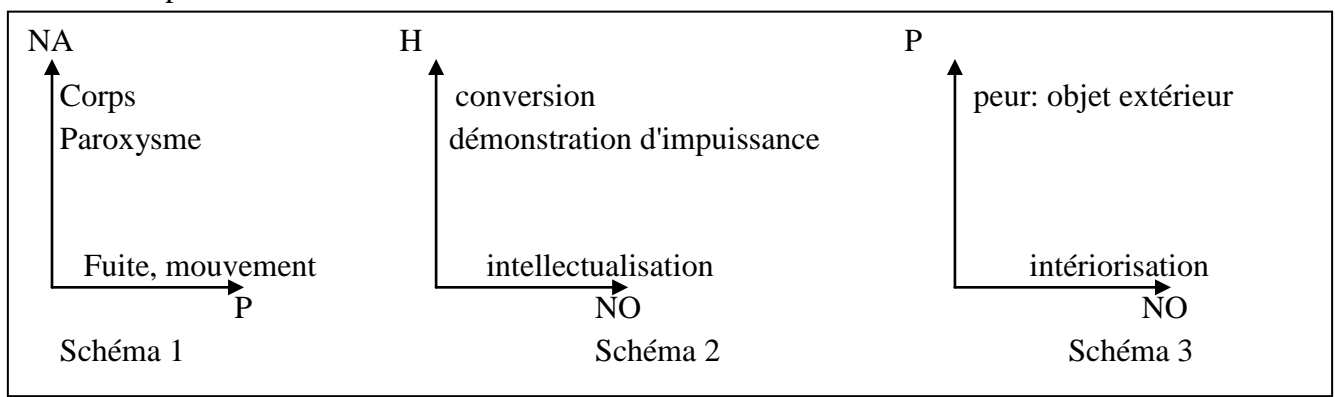 NA H P
Corps conversion peur: objet extérieur
Paroxysme démonstration d'impuissance
Fuite, mouvement intellectualisation intériorisation
P NO NO
Schéma 1 Schéma 2 Schéma 3